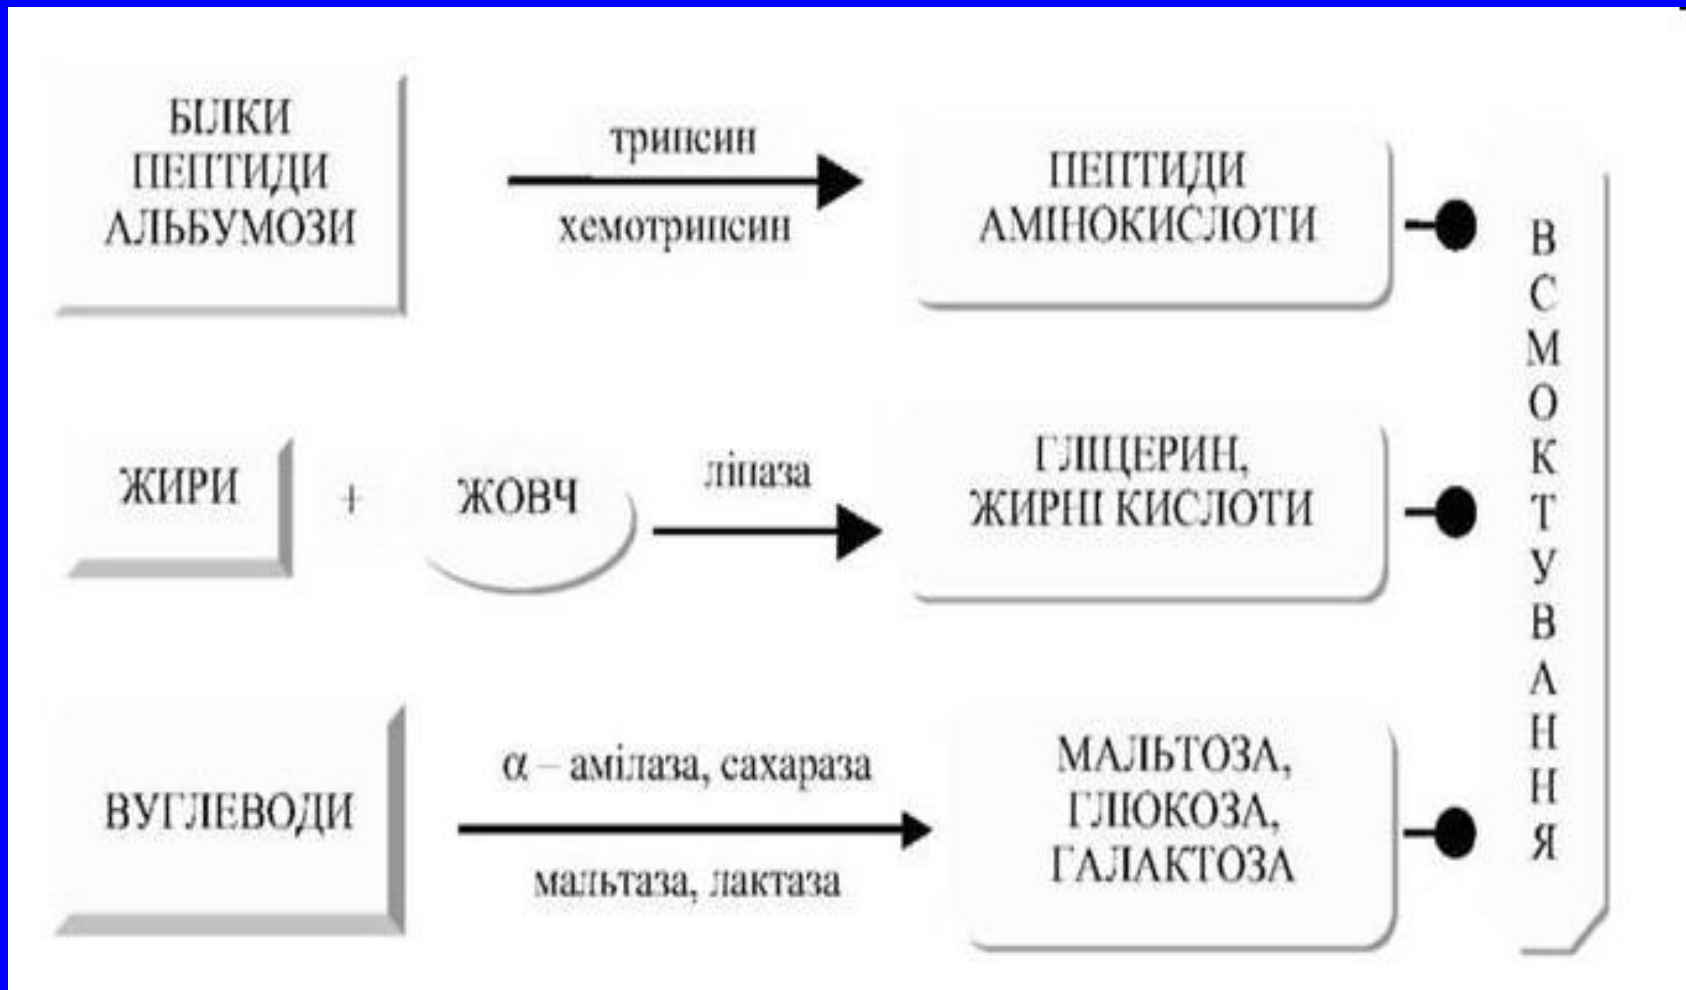 БІЛКИ
ПЕПТИДИ
АЛЬБУМОЗИ
трипсин
хемотрипсин
ПЕПТИДИ
АМІНОКИСЛОТИ
ЖИРИ
+
ЖОВЧ
ліпаза
ГЛІЦЕРИН,
ЖИРНІ КИСЛОТИ
ВУГЛЕВОДИ
α – амілаза, сахараза
мальтаза, лактаза
МАЛЬТОЗА,
ГЛЮКОЗА,
ГАЛАКТОЗА
ВСМОКТУВАННЯ